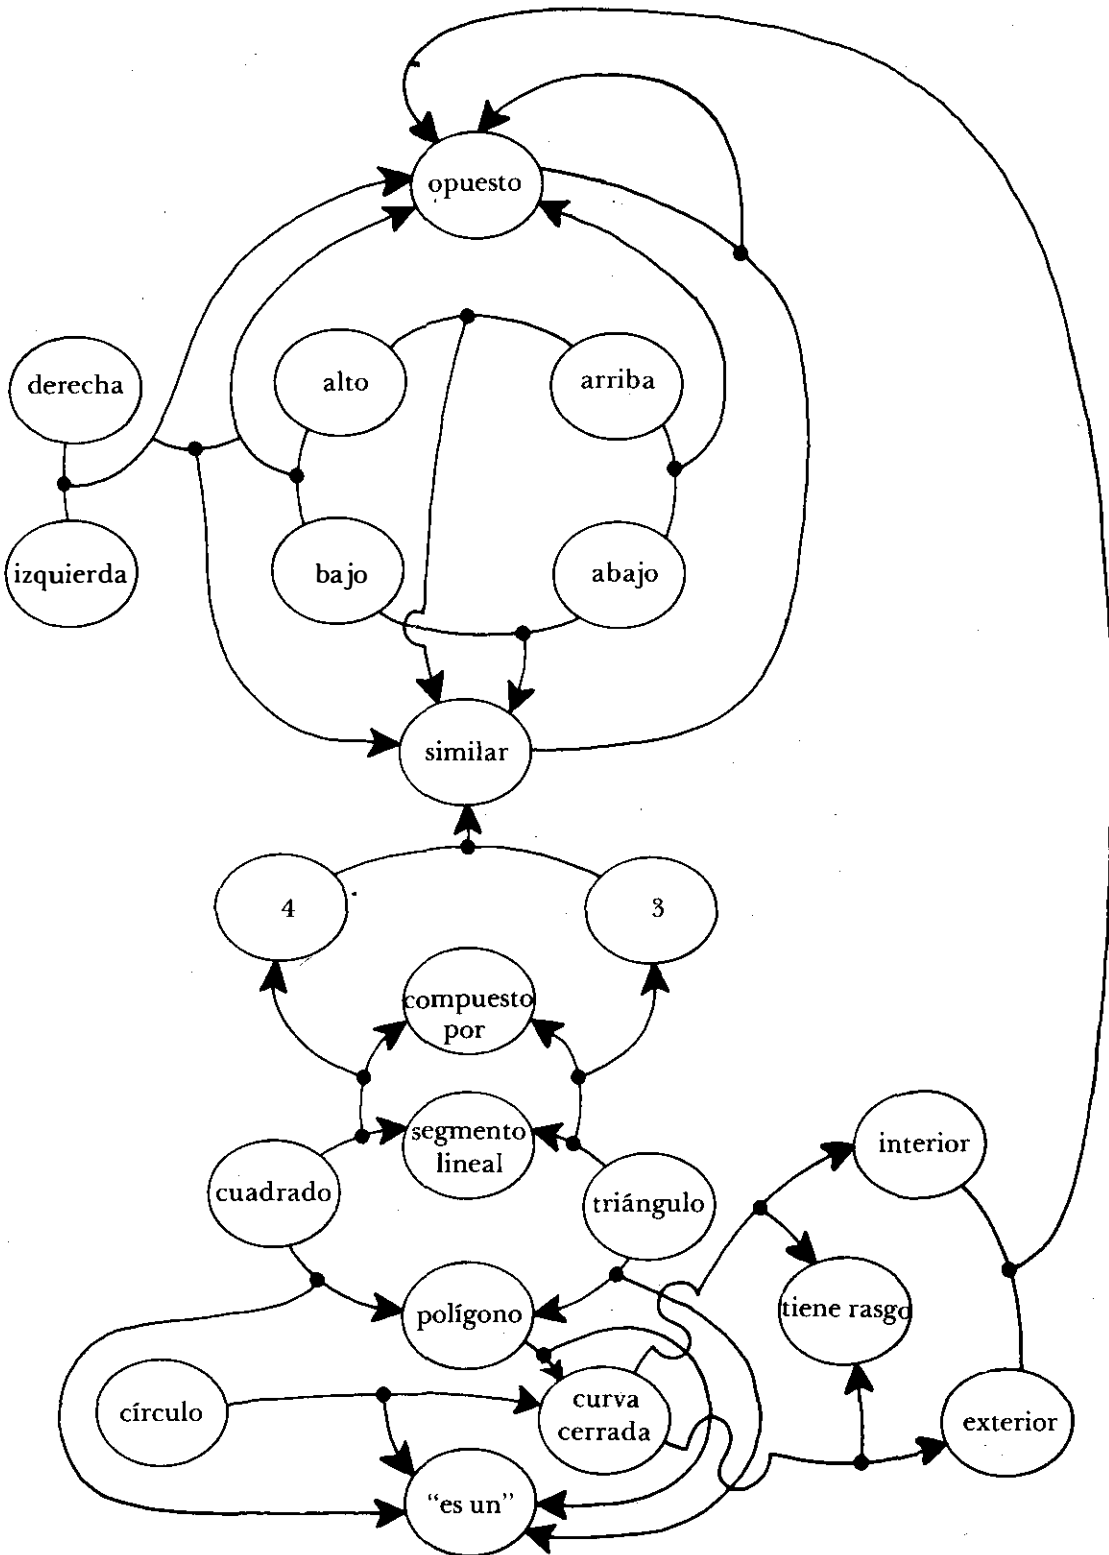 opuesto
derecha
alto
arriba
izquierda
bajo
abajo
similar
4
3
compuesto
por
segmento
lineal
interior
cuadrado
triángulo
polígono
tiene rasgo
círculo
curva
cerrada
exterior
“es un”